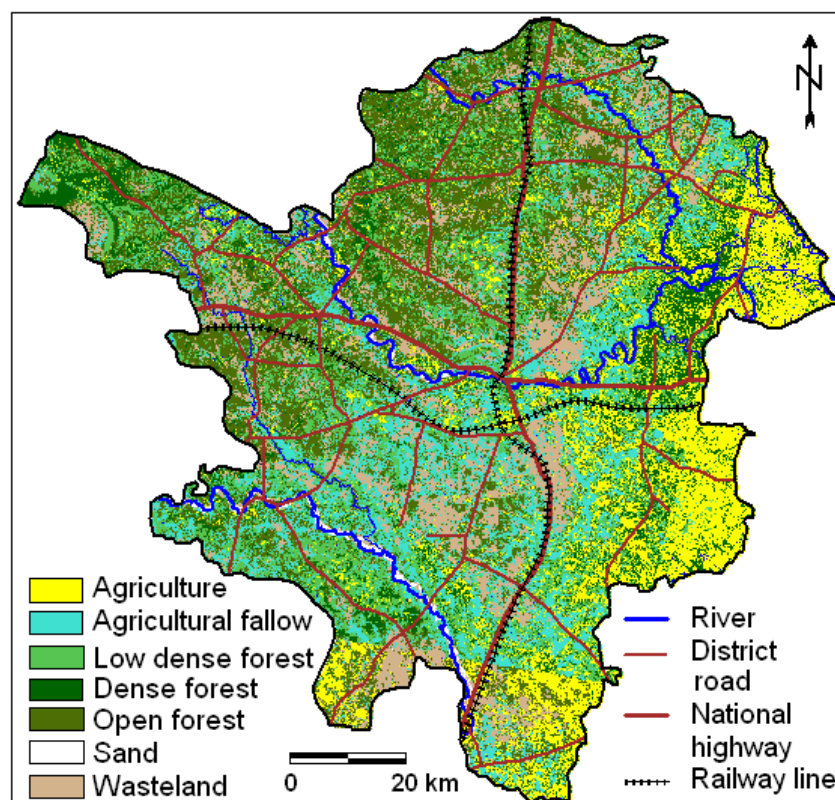 N
Agriculture
Agricultural fallow
Low dense forest
Dense forest
Open forest
Sand
Wasteland
0 20 km
River
District
road
National
highway
Railway line